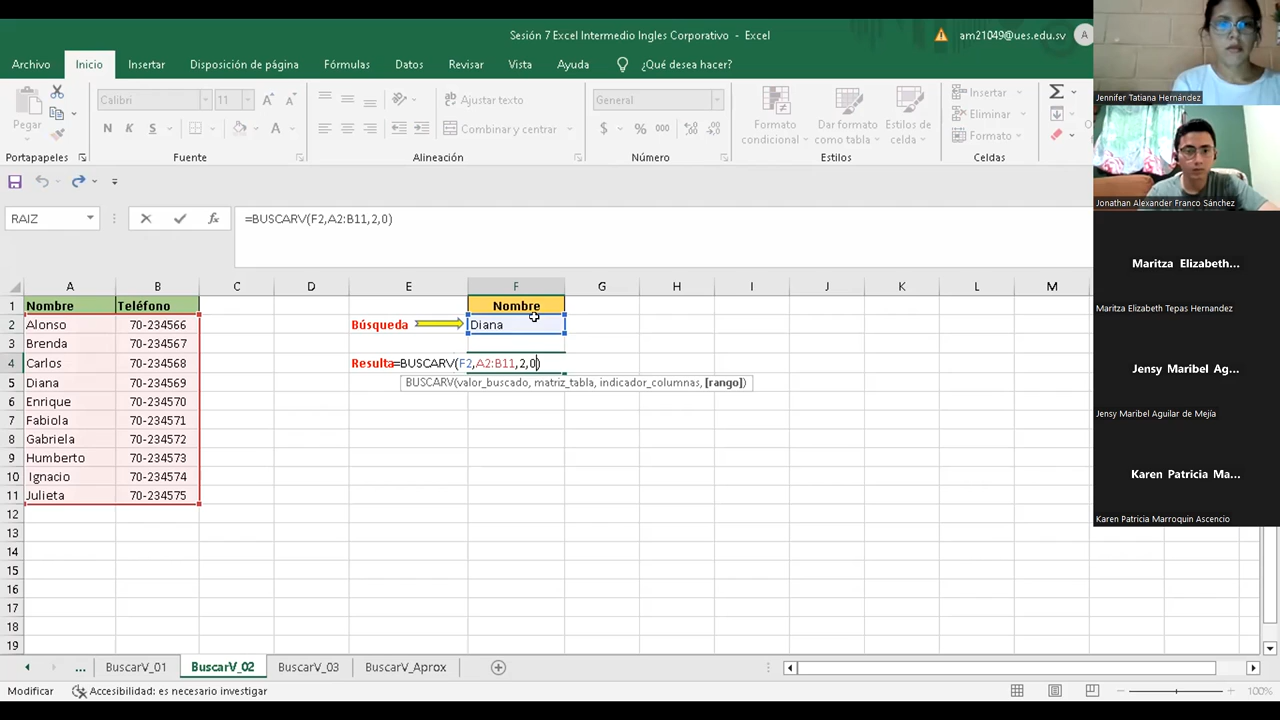 Sesión 7 Excel Intermedio Ingles Corporativo - Excel
am21049@ues.edu.sv
A
Archivo Inicio Insertar Disposición de página Fórmulas Datos Revisar Vista Ayuda ¿Qué desea hacer?
Pegar
Calibri 11
N K S
Ajustar texto
Combinar y centrar
General
$ % 000
Formato condicional
Dar formato como tabla
Estilos de celda
Insertar
Eliminar
Formato
Portapapeles Fuente Alineación Número Estilos Celdas
RAIZ
=BUSCARV(F2,A2:B11,2,0)
A B C D E F G H I J K L M
1 Nombre Teléfono Nombre
2 Alonso 70-234566 Búsqueda Diana
3 Brenda 70-234567
4 Carlos 70-234568 Resulta=BUSCARV(F2,A2:B11,2,0)
BUSCARV(valor_buscado, matriz_tabla, indicador_columnas, [rango])
5 Diana 70-234569
6 Enrique 70-234570
7 Fabiola 70-234571
8 Gabriela 70-234572
9 Humberto 70-234573
10 Ignacio 70-234574
11 Julieta 70-234575
12
13
14
15
16
17
18
19
... BuscarV_01 BuscarV_02 BuscarV_03 BuscarV_Aprox
Modificar Accesibilidad: es necesario investigar 100%
Jennifer Tatiana Hernández
Jonathan Alexander Franco Sánchez
Maritza Elizabeth...
Maritza Elizabeth Tepas Hernandez
Jensy Maribel Ag...
Jensy Maribel Aguilar de Mejía
Karen Patricia Ma...
Karen Patricia Marroquin Ascencio